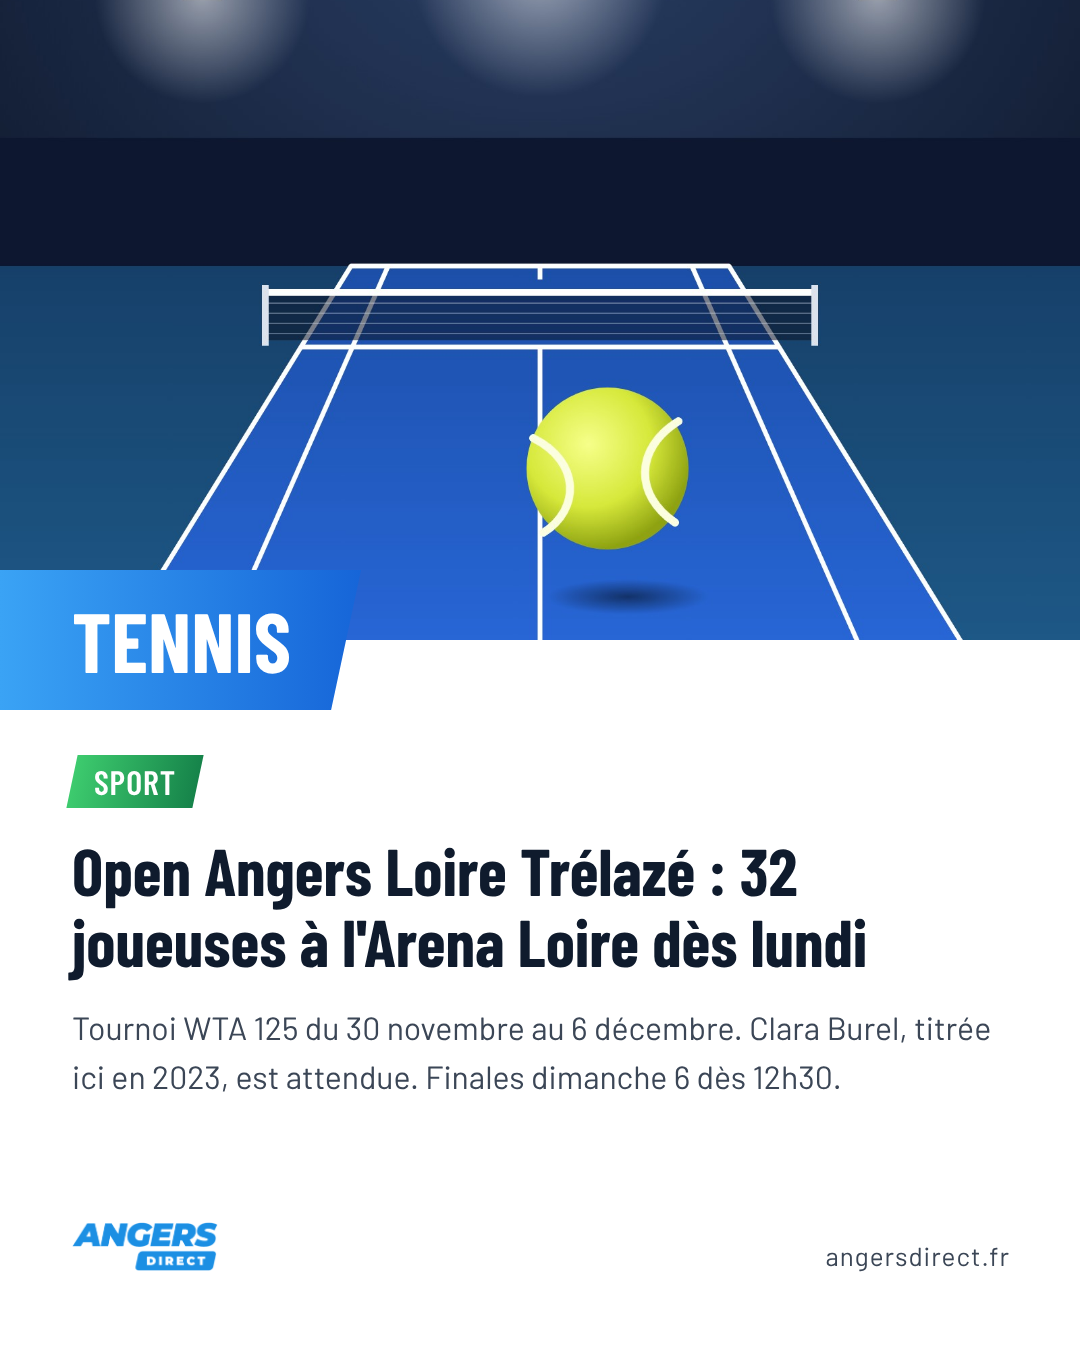 TENNIS
SPORT
Open Angers Loire Trélazé : 32
joueuses à l'Arena Loire dès lundi
Tournoi WTA 125 du 30 novembre au 6 décembre. Clara Burel, titrée
ici en 2023, est attendue. Finales dimanche 6 dès 12h30.
ANGERS
DIRECT
angersdirect.fr